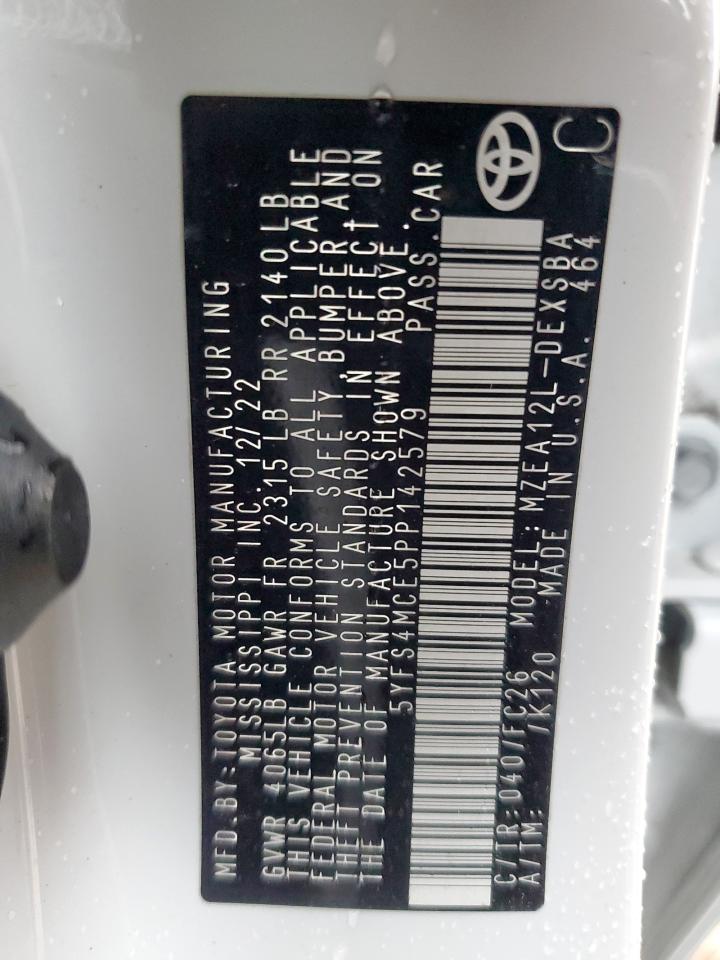 MFD.BY:TOYOTA MOTOR MANUFACTURING
MISSISSIPPI INC. 12/22
GVWR 4065LB GAWR FR 2315 LB RR 2140LB
THIS VEHICLE CONFORMS TO ALL APPLICABLE
FEDERAL MOTOR VEHICLE SAFETY BUMPER AND
THEFT PREVENTION STANDARDS IN EFFECT ON
THE DATE OF MANUFACTURE SHOWN ABOVE.
5YFS4MCE5PP142579 PASS.CAR
C/TR:040/FC26 MODEL:MZEA12L-DEXSBA
A/TM: /K120 MADE IN U.S.A. 464
C